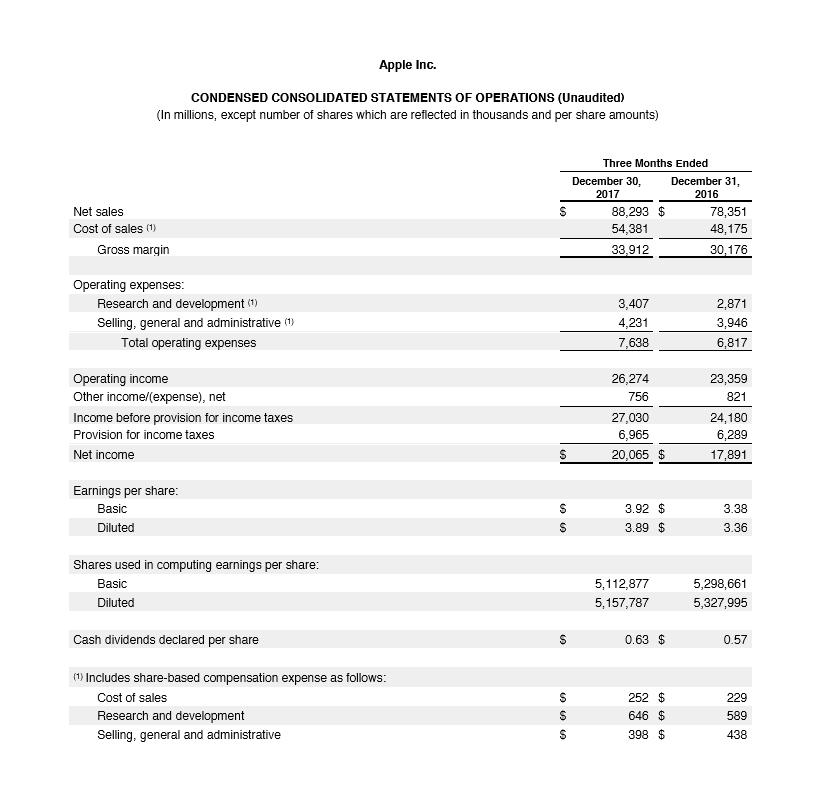 Apple Inc.
CONDENSED CONSOLIDATED STATEMENTS OF OPERATIONS (Unaudited)
(In millions, except number of shares which are reflected in thousands and per share amounts)
Three Months Ended
December 30, December 31,
2017 2016
Net sales $ 88,293 $ 78,351
Cost of sales (1) 54,381 48,175
Gross margin 33,912 30,176
Operating expenses:
Research and development (1) 3,407 2,871
Selling, general and administrative (1) 4,231 3,946
Total operating expenses 7,638 6,817
Operating income 26,274 23,359
Other income/(expense), net 756 821
Income before provision for income taxes 27,030 24,180
Provision for income taxes 6,965 6,289
Net income $ 20,065 $ 17,891
Earnings per share:
Basic $ 3.92 $ 3.38
Diluted $ 3.89 $ 3.36
Shares used in computing earnings per share:
Basic 5,112,877 5,298,661
Diluted 5,157,787 5,327,995
Cash dividends declared per share $ 0.63 $ 0.57
(1) Includes share-based compensation expense as follows:
Cost of sales $ 252 $ 229
Research and development $ 646 $ 589
Selling, general and administrative $ 398 $ 438